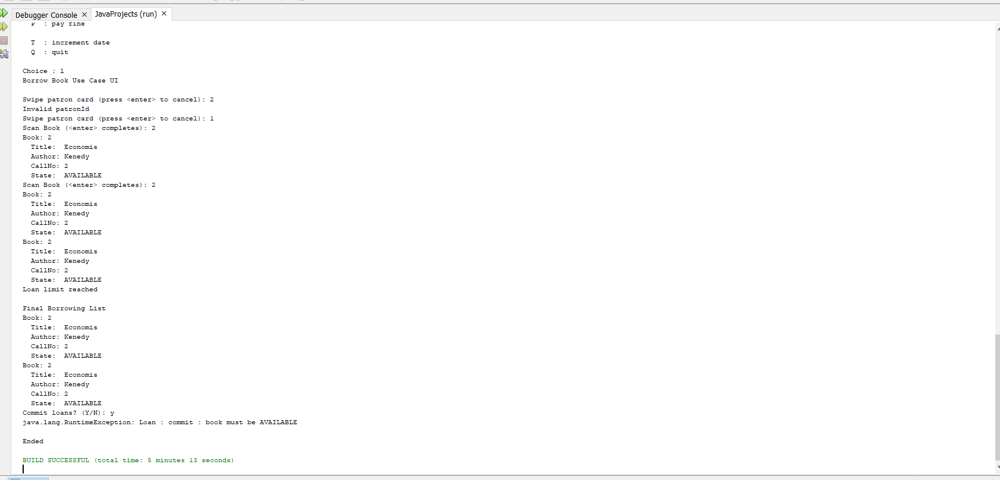 Debugger Console × JavaProjects (run) ×
P : pay fine
T : increment date
Q : quit
Choice : 1
Borrow Book Use Case UI
Swipe patron card (press <enter> to cancel): 2
Invalid patronId
Swipe patron card (press <enter> to cancel): 1
Scan Book (<enter> completes): 2
Book: 2
Title: Economis
Author: Kenedy
CallNo: 2
State: AVAILABLE
Scan Book (<enter> completes): 2
Book: 2
Title: Economis
Author: Kenedy
CallNo: 2
State: AVAILABLE
Book: 2
Title: Economis
Author: Kenedy
CallNo: 2
State: AVAILABLE
Loan limit reached
Final Borrowing List
Book: 2
Title: Economis
Author: Kenedy
CallNo: 2
State: AVAILABLE
Book: 2
Title: Economis
Author: Kenedy
CallNo: 2
State: AVAILABLE
Commit loans? (Y/N): y
java.lang.RuntimeException: Loan : commit : book must be AVAILABLE
Ended
BUILD SUCCESSFUL (total time: 5 minutes 13 seconds)